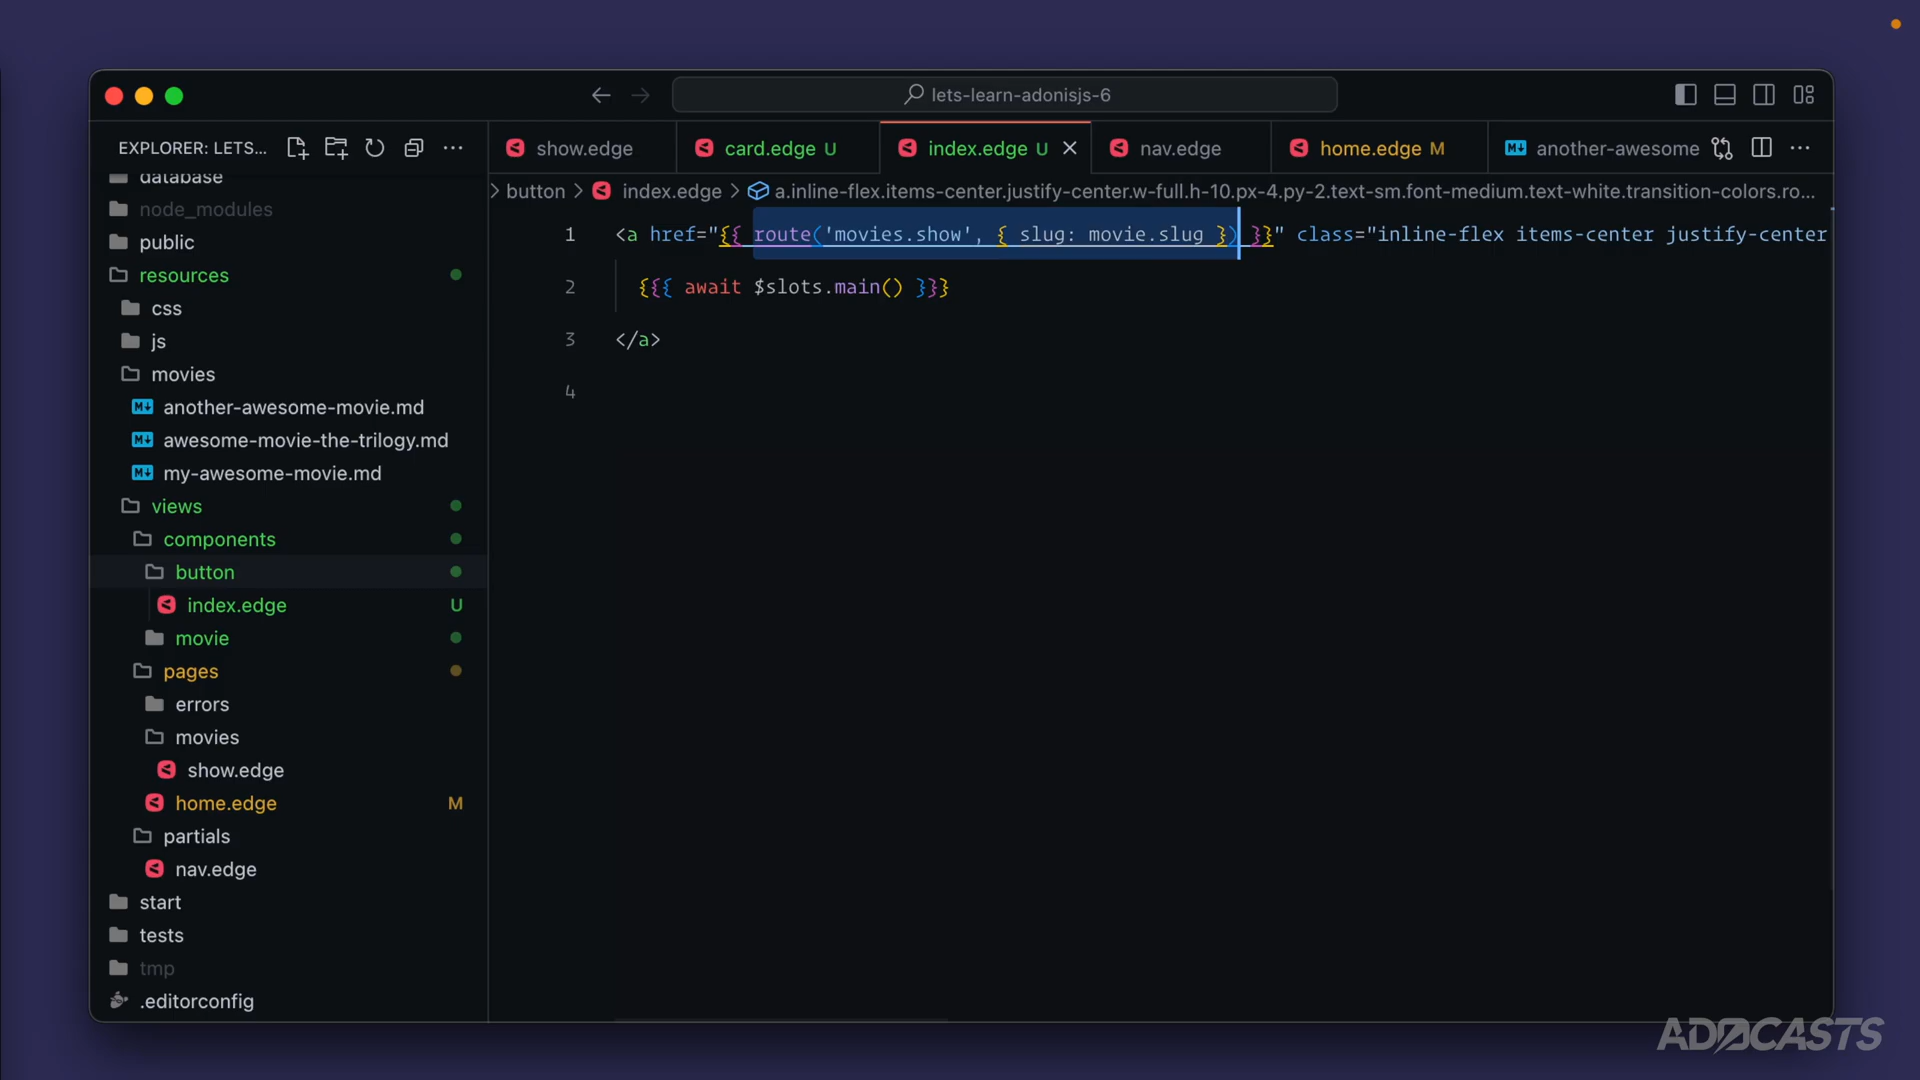 lets-learn-adonisjs-6
EXPLORER: LETS...
show.edge
card.edge U
index.edge U
nav.edge
home.edge M
another-awesome
button > index.edge > a.inline-flex.items-center.justify-center.w-full.h-10.px-4.py-2.text-sm.font-medium.text-white.transition-colors.ro...
1 <a href="{{ route('movies.show', { slug: movie.slug }) }}" class="inline-flex items-center justify-center
2 {{{ await $slots.main() }}}
3 </a>
4
database
node_modules
public
resources
css
js
movies
another-awesome-movie.md
awesome-movie-the-trilogy.md
my-awesome-movie.md
views
components
button
index.edge U
movie
pages
errors
movies
show.edge
home.edge M
partials
nav.edge
start
tests
tmp
.editorconfig
ADOCASTS